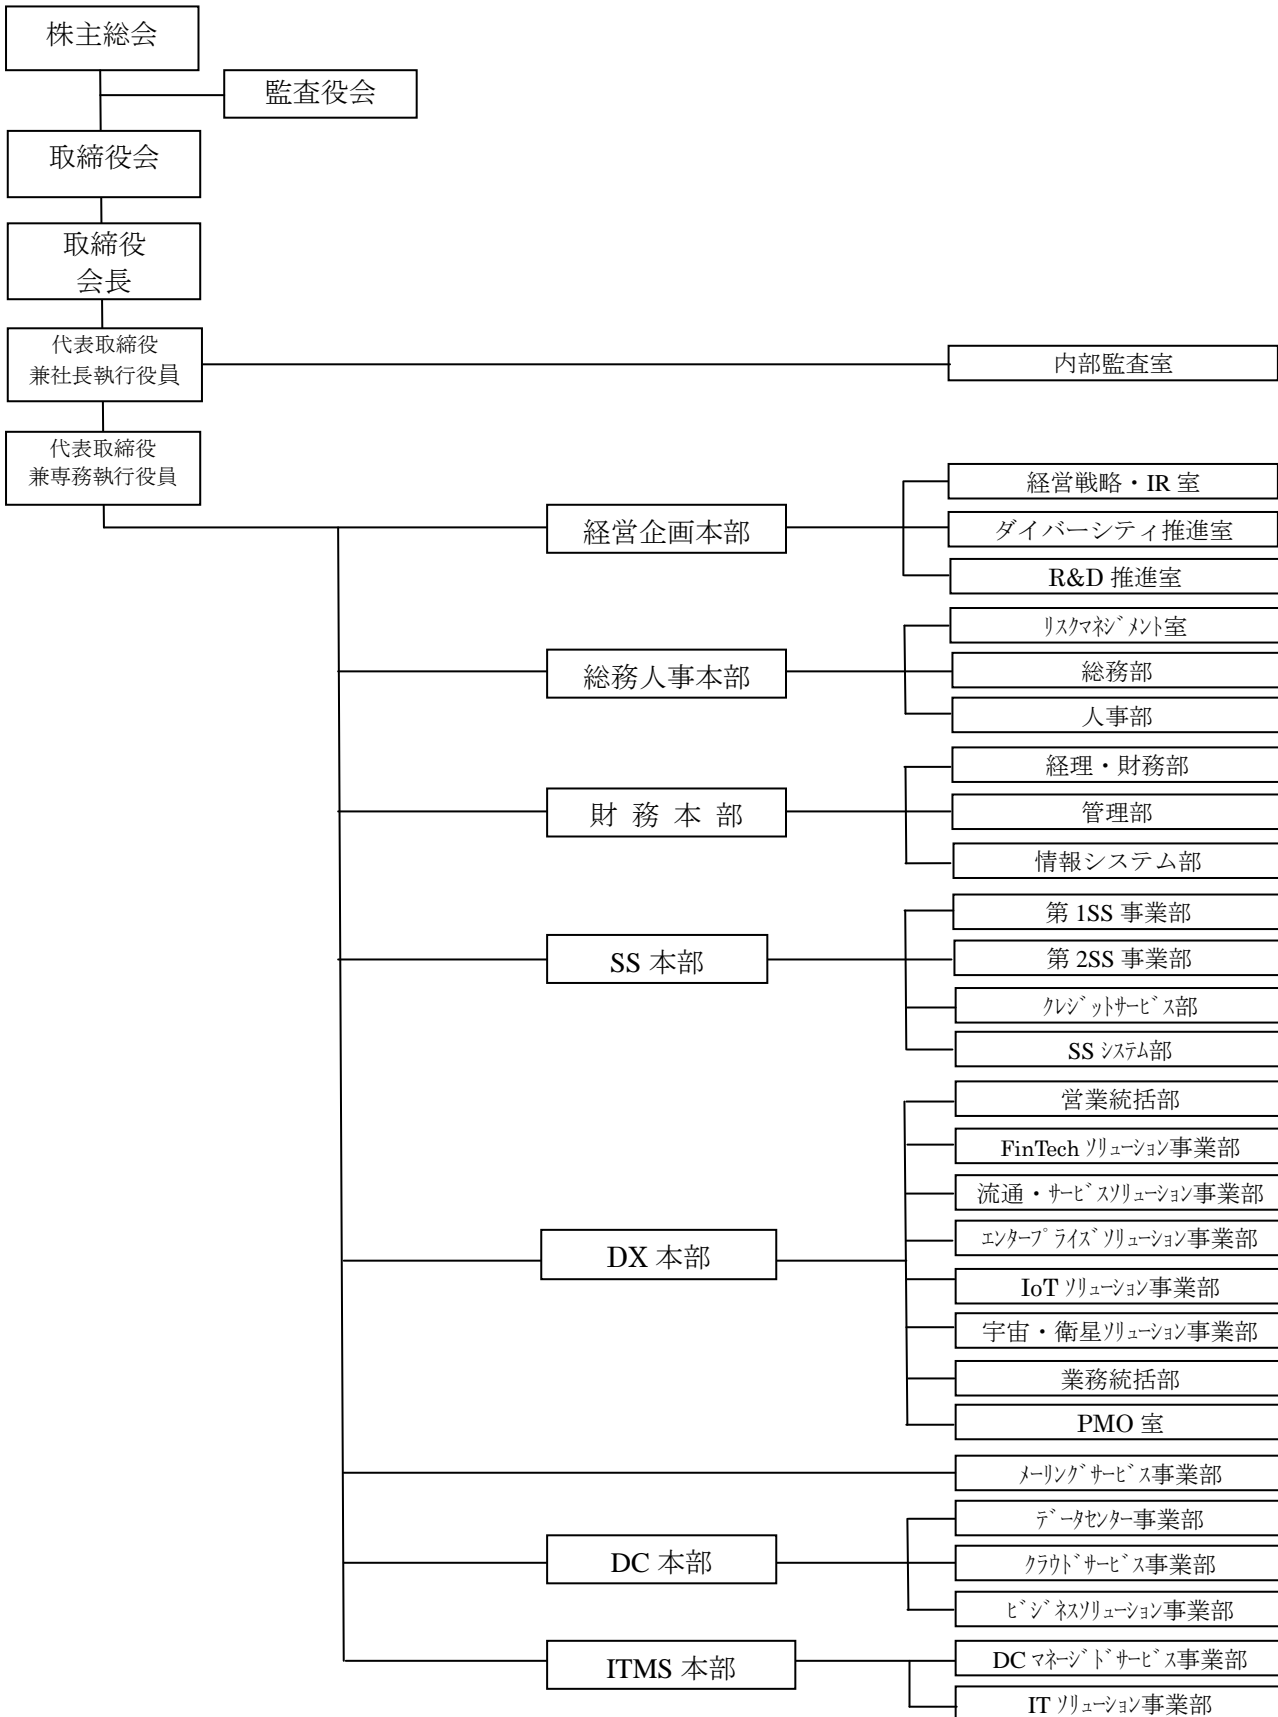 株主総会
監査役会
取締役会
取締役
会長
代表取締役
兼社長執行役員
内部監査室
代表取締役
兼専務執行役員
経営企画本部
経営戦略・IR 室
ダイバーシティ推進室
R&D 推進室
総務人事本部
ﾘｽｸﾏﾈｼﾞﾒﾝﾄ室
総務部
人事部
財 務 本 部
経理・財務部
管理部
情報システム部
SS 本部
第 1SS 事業部
第 2SS 事業部
ｸﾚｼﾞｯﾄｻｰﾋﾞｽ部
SS ｼｽﾃﾑ部
DX 本部
営業統括部
FinTech ｿﾘｭｰｼｮﾝ事業部
流通・ｻｰﾋﾞｽｿﾘｭｰｼｮﾝ事業部
ｴﾝﾀｰﾌﾟﾗｲｽﾞｿﾘｭｰｼｮﾝ事業部
IoT ｿﾘｭｰｼｮﾝ事業部
宇宙・衛星ｿﾘｭｰｼｮﾝ事業部
業務統括部
PMO 室
ﾒｰﾘﾝｸﾞｻｰﾋﾞｽ事業部
DC 本部
ﾃﾞｰﾀｾﾝﾀｰ事業部
ｸﾗｳﾄﾞｻｰﾋﾞｽ事業部
ﾋﾞｼﾞﾈｽｿﾘｭｰｼｮﾝ事業部
ITMS 本部
DC ﾏﾈｰｼﾞﾄﾞｻｰﾋﾞｽ事業部
IT ｿﾘｭｰｼｮﾝ事業部